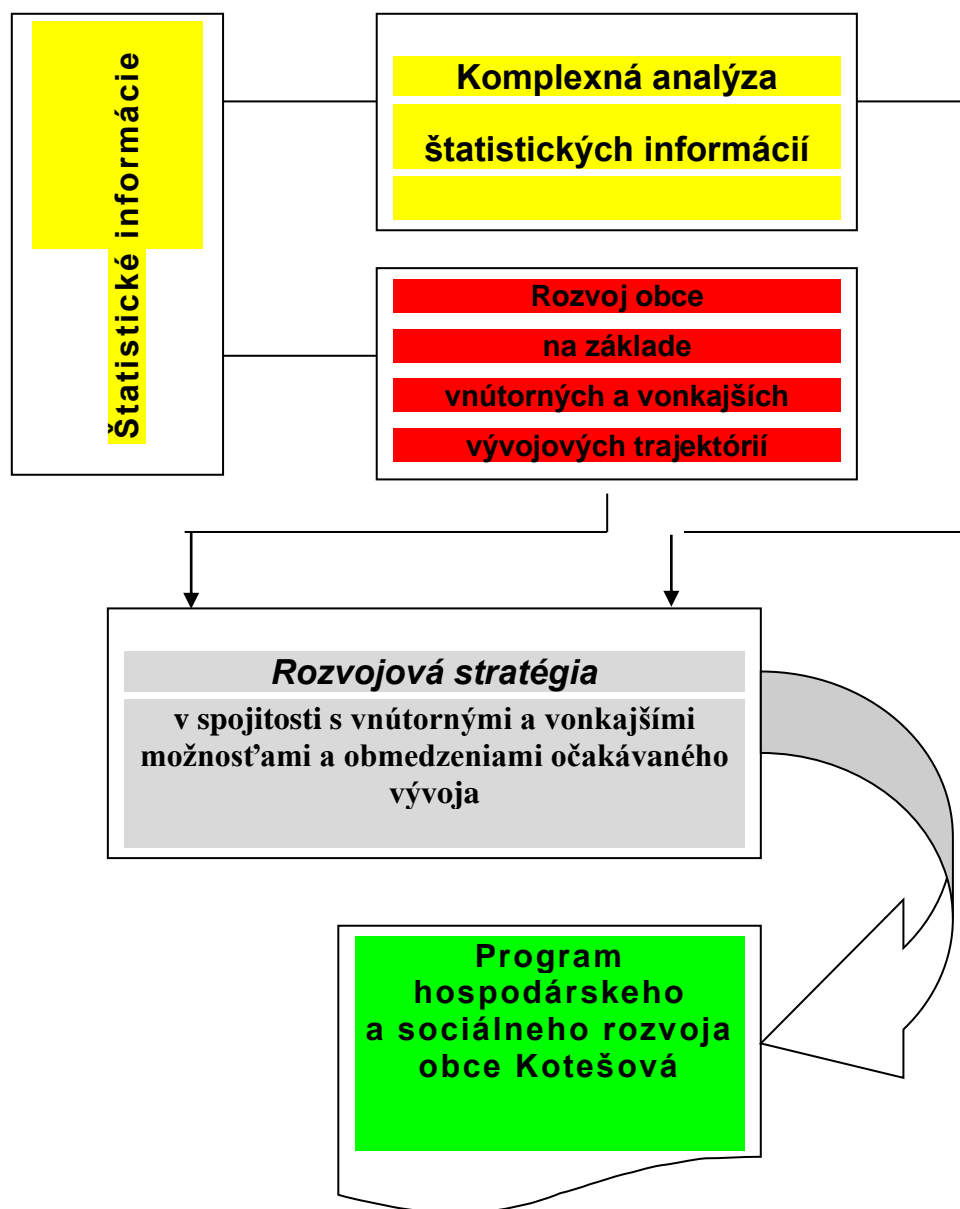 Štatistické informácie
Komplexná analýza
štatistických informácií
Rozvoj obce
na základe
vnútorných a vonkajších
vývojových trajektórií
Rozvojová stratégia
v spojitosti s vnútornými a vonkajšími
možnosťami a obmedzeniami očakávaného
vývoja
Program
hospodárskeho
a sociálneho rozvoja
obce Kotešová